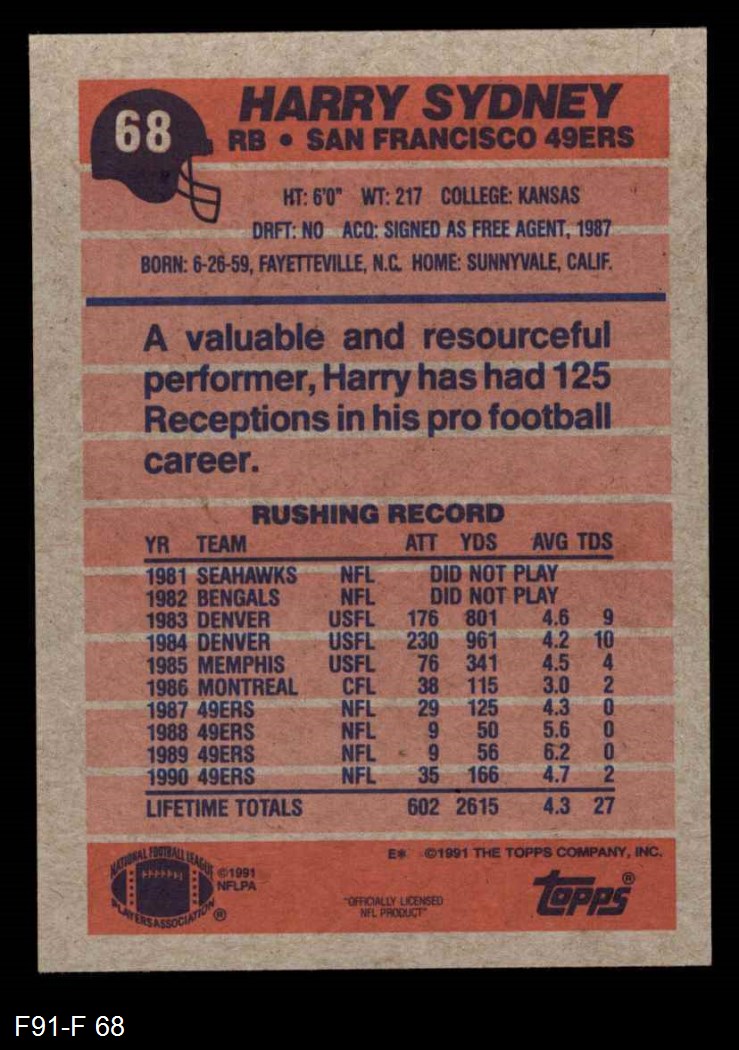 68
HARRY SYDNEY
RB • SAN FRANCISCO 49ERS
HT: 6'0" WT: 217 COLLEGE: KANSAS
DRFT: NO ACQ: SIGNED AS FREE AGENT, 1987
BORN: 6-26-59, FAYETTEVILLE, N.C. HOME: SUNNYVALE, CALIF.
A valuable and resourceful
performer, Harry has had 125
Receptions in his pro football
career.
RUSHING RECORD
YR TEAM ATT YDS AVG TDS
1981 SEAHAWKS NFL DID NOT PLAY
1982 BENGALS NFL DID NOT PLAY
1983 DENVER USFL 176 801 4.6 9
1984 DENVER USFL 230 961 4.2 10
1985 MEMPHIS USFL 76 341 4.5 4
1986 MONTREAL CFL 38 115 3.0 2
1987 49ERS NFL 29 125 4.3 0
1988 49ERS NFL 9 50 5.6 0
1989 49ERS NFL 9 56 6.2 0
1990 49ERS NFL 35 166 4.7 2
LIFETIME TOTALS 602 2615 4.3 27
E* ©1991 THE TOPPS COMPANY, INC.
NATIONAL FOOTBALL LEAGUE
PLAYERS ASSOCIATION ®
©1991
NFLPA
"OFFICIALLY LICENSED
NFL PRODUCT"
topps®
F91-F 68